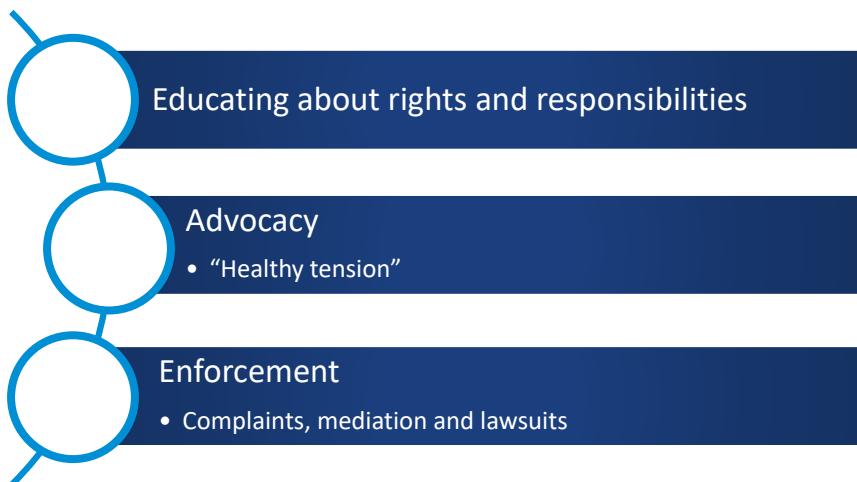 Educating about rights and responsibilities
Advocacy
• “Healthy tension”
Enforcement
• Complaints, mediation and lawsuits